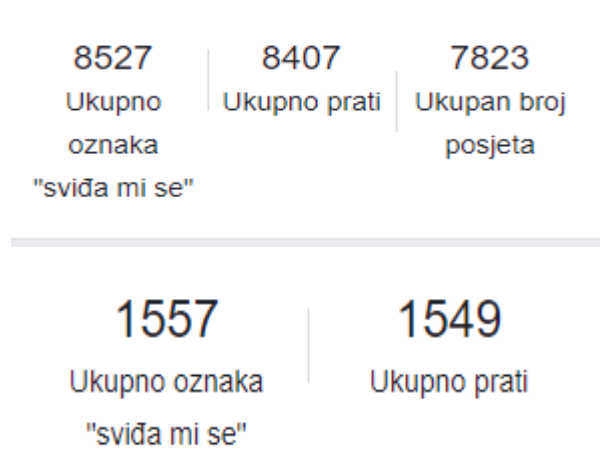 8527 8407 7823
Ukupno Ukupno prati Ukupan broj
oznaka posjeta
"sviđa mi se"
1557 1549
Ukupno oznaka Ukupno prati
"sviđa mi se"